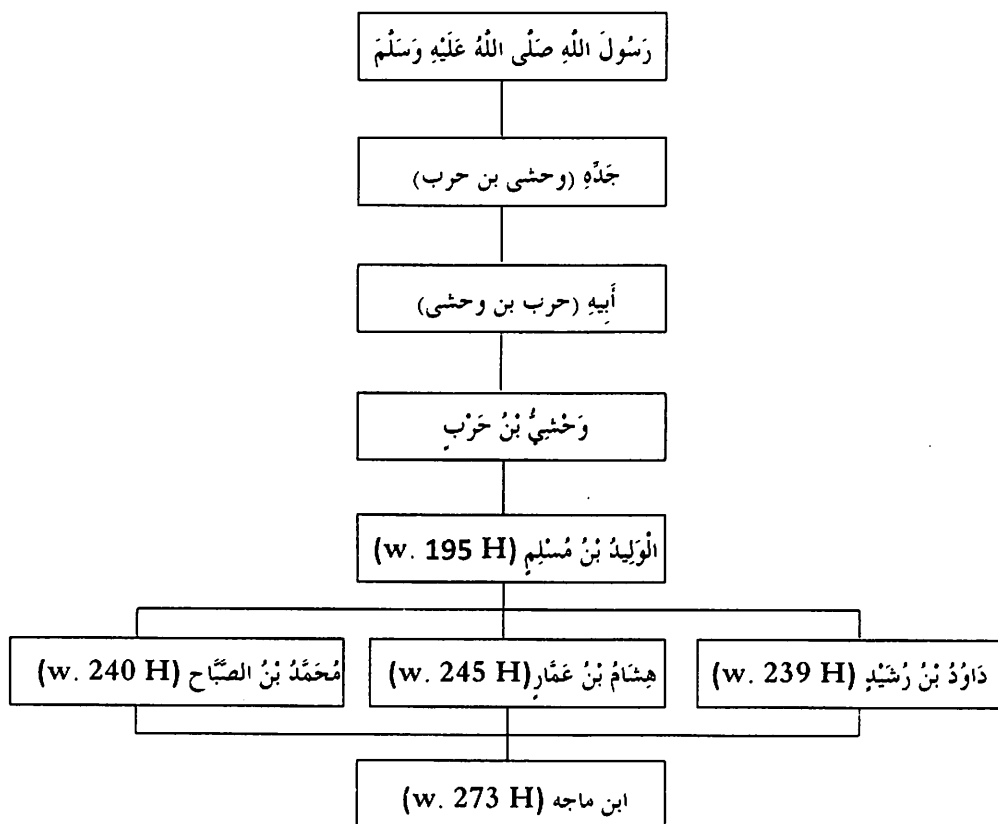 رَسُولَ اللَّهِ صَلَّى اللَّهُ عَلَيْهِ وَسَلَّمَ
جَدِّهِ (وحشى بن حرب)
أَبِيهِ (حرب بن وحشى)
وَحْشِيُّ بْنُ حَرْبٍ
الْوَلِيدُ بْنُ مُسْلِمٍ (w. 195 H)
دَاوُدُ بْنُ رُشَيْدٍ (w. 239 H)
هِشَامُ بْنُ عَمَّارٍ (w. 245 H)
مُحَمَّدُ بْنُ الصَّبَّاح (w. 240 H)
ابن ماجه (w. 273 H)